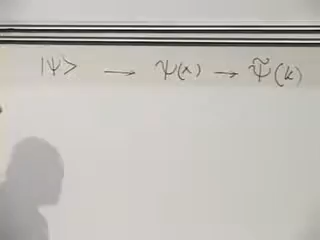 |ψ> → ψ(x) → ψ̃(k)